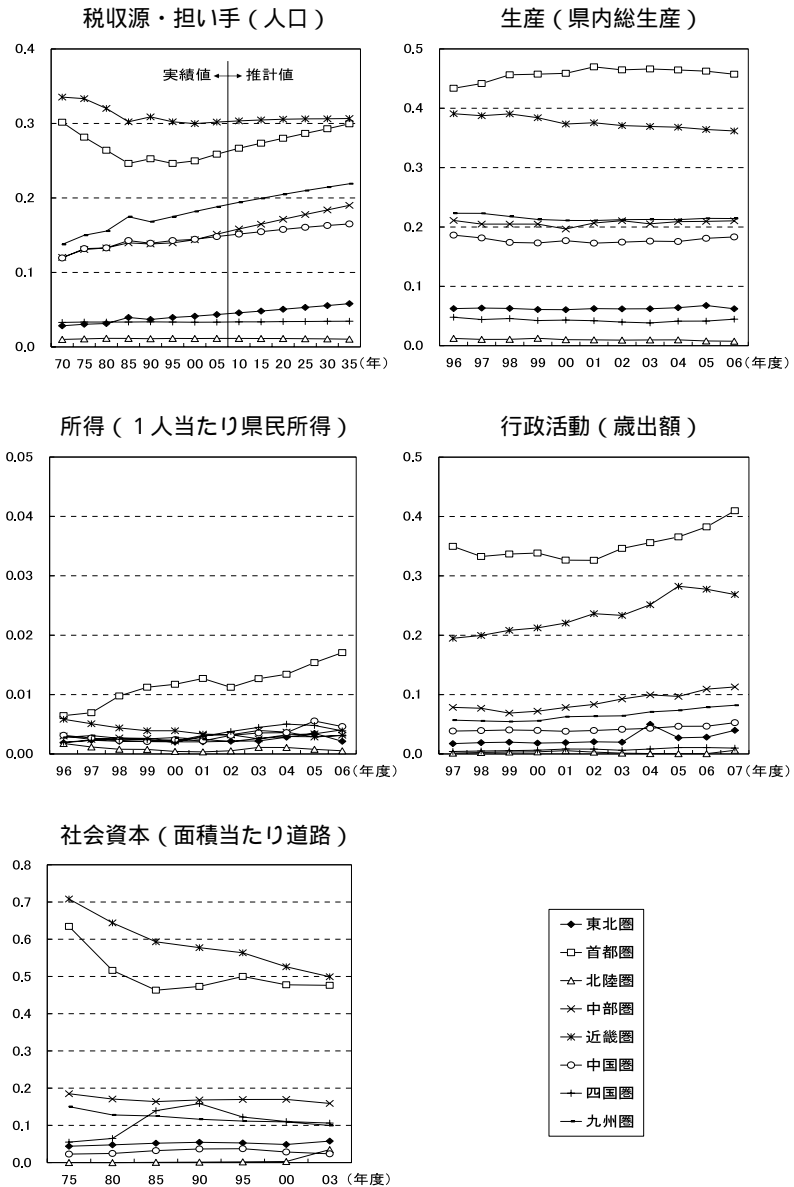 税収源・担い手（人口）
0.4
0.3
0.2
0.1
0.0
実績値
推計値
70 75 80 85 90 95 00 05 10 15 20 25 30 35 (年)
生産（県内総生産）
0.5
0.4
0.3
0.2
0.1
0.0
96 97 98 99 00 01 02 03 04 05 06 (年度)
所得（１人当たり県民所得）
0.05
0.04
0.03
0.02
0.01
0.00
96 97 98 99 00 01 02 03 04 05 06 (年度)
行政活動（歳出額）
0.5
0.4
0.3
0.2
0.1
0.0
97 98 99 00 01 02 03 04 05 06 07 (年度)
社会資本（面積当たり道路）
0.8
0.7
0.6
0.5
0.4
0.3
0.2
0.1
0.0
75 80 85 90 95 00 03 (年度)
東北圏
首都圏
北陸圏
中部圏
近畿圏
中国圏
四国圏
九州圏